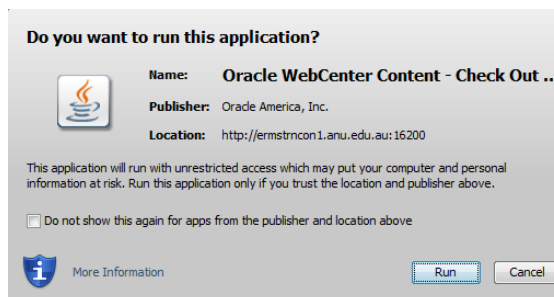 Do you want to run this application?
Name: Oracle WebCenter Content - Check Out ..
Publisher: Oracle America, Inc.
Location: http://ermstrncon1.anu.edu.au:16200
This application will run with unrestricted access which may put your computer and personal
information at risk. Run this application only if you trust the location and publisher above.
Do not show this again for apps from the publisher and location above
More Information
Run
Cancel